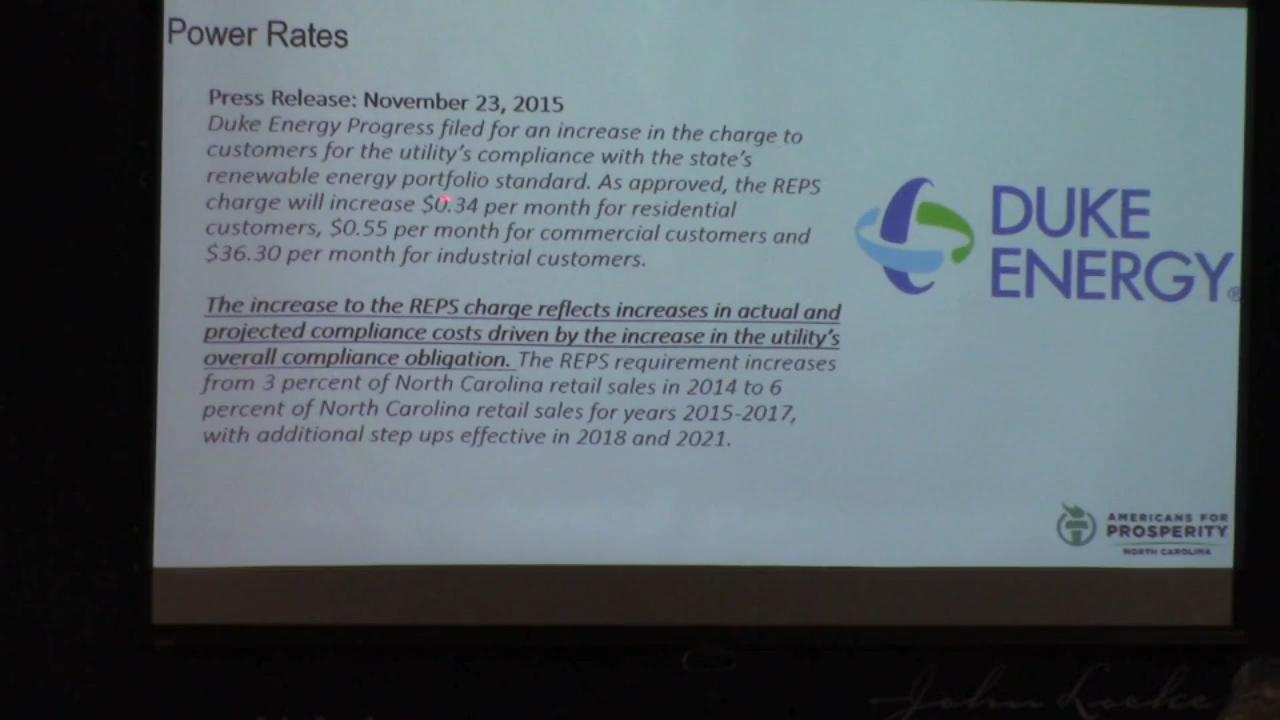 Power Rates
Press Release: November 23, 2015
Duke Energy Progress filed for an increase in the charge to
customers for the utility's compliance with the state's
renewable energy portfolio standard. As approved, the REPS
charge will increase $0.34 per month for residential
customers, $0.55 per month for commercial customers and
$36.30 per month for industrial customers.
The increase to the REPS charge reflects increases in actual and
projected compliance costs driven by the increase in the utility's
overall compliance obligation. The REPS requirement increases
from 3 percent of North Carolina retail sales in 2014 to 6
percent of North Carolina retail sales for years 2015-2017,
with additional step ups effective in 2018 and 2021.
DUKE
ENERGY®
AMERICANS FOR
PROSPERITY
NORTH CAROLINA
John Locke